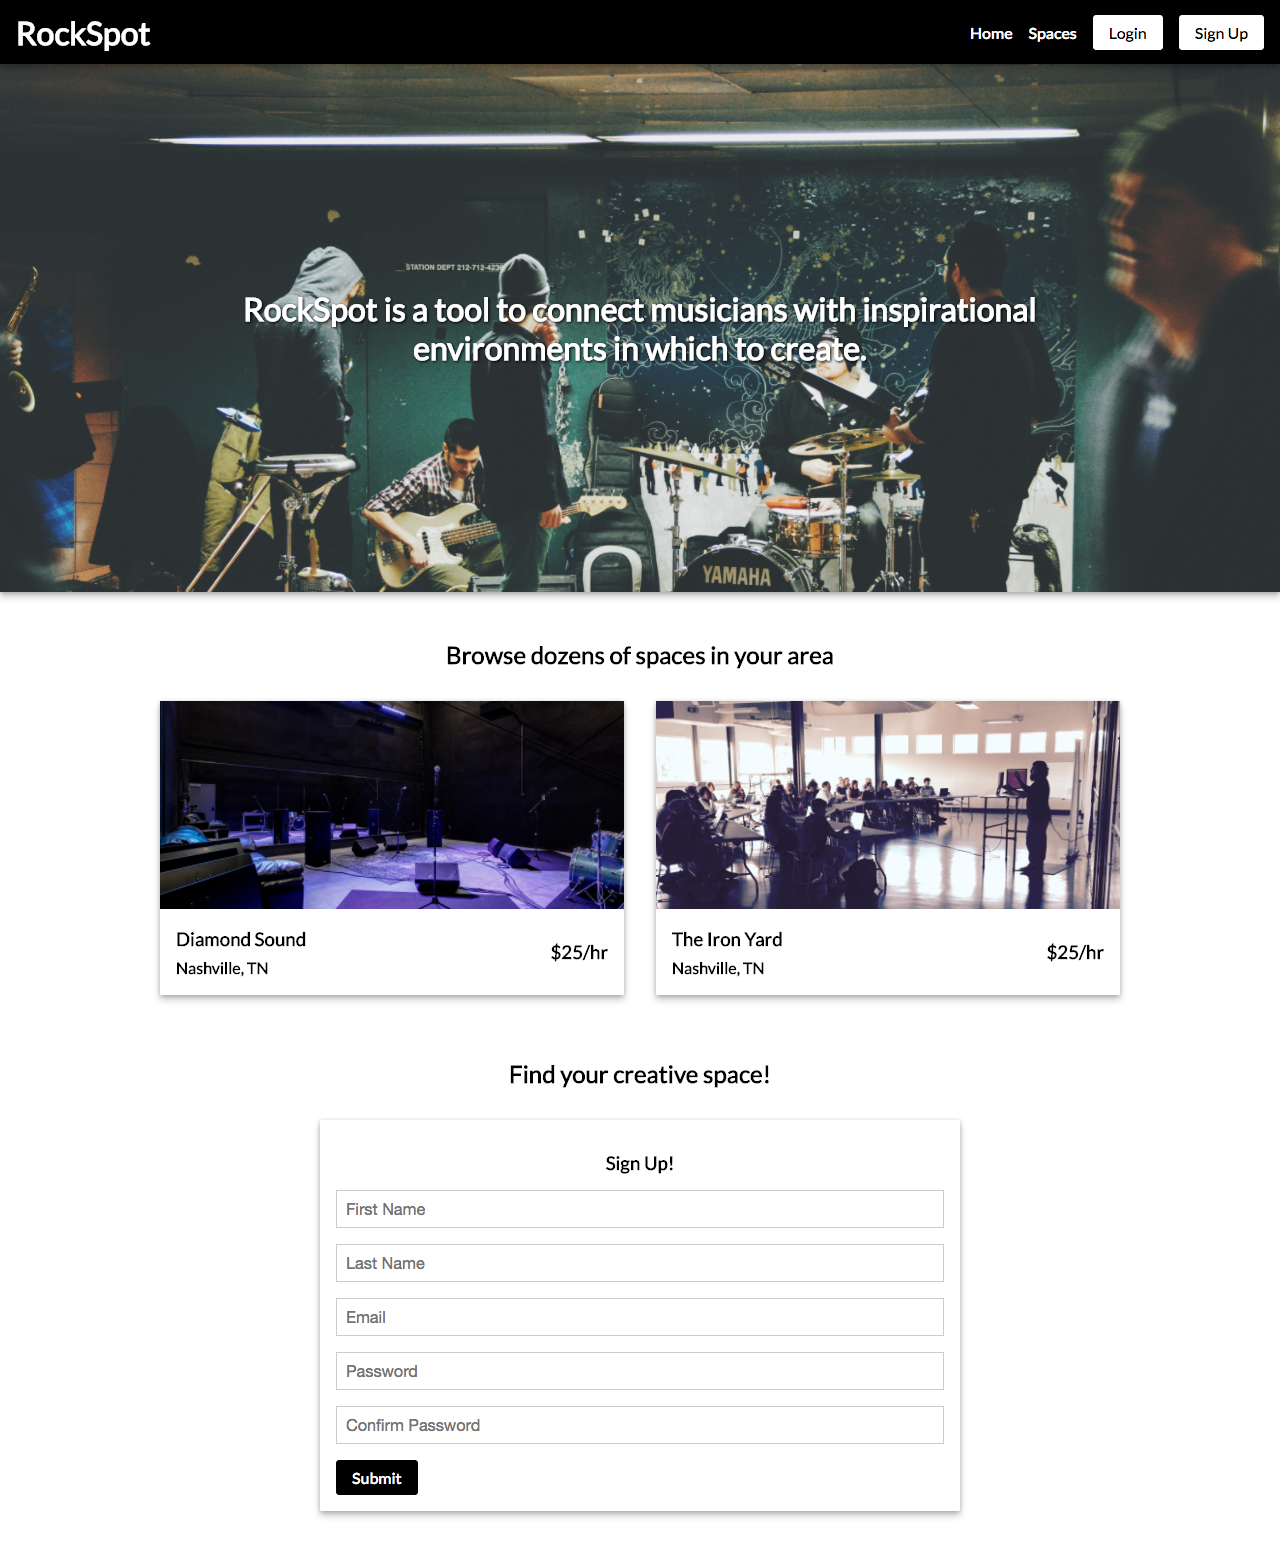 RockSpot
Home Spaces Login Sign Up
STATION DEPT 212-712-4230
RockSpot is a tool to connect musicians with inspirational
environments in which to create.
YAMAHA
Browse dozens of spaces in your area
Diamond Sound
Nashville, TN
$25/hr
The Iron Yard
Nashville, TN
$25/hr
Find your creative space!
Sign Up!
First Name
Last Name
Email
Password
Confirm Password
Submit